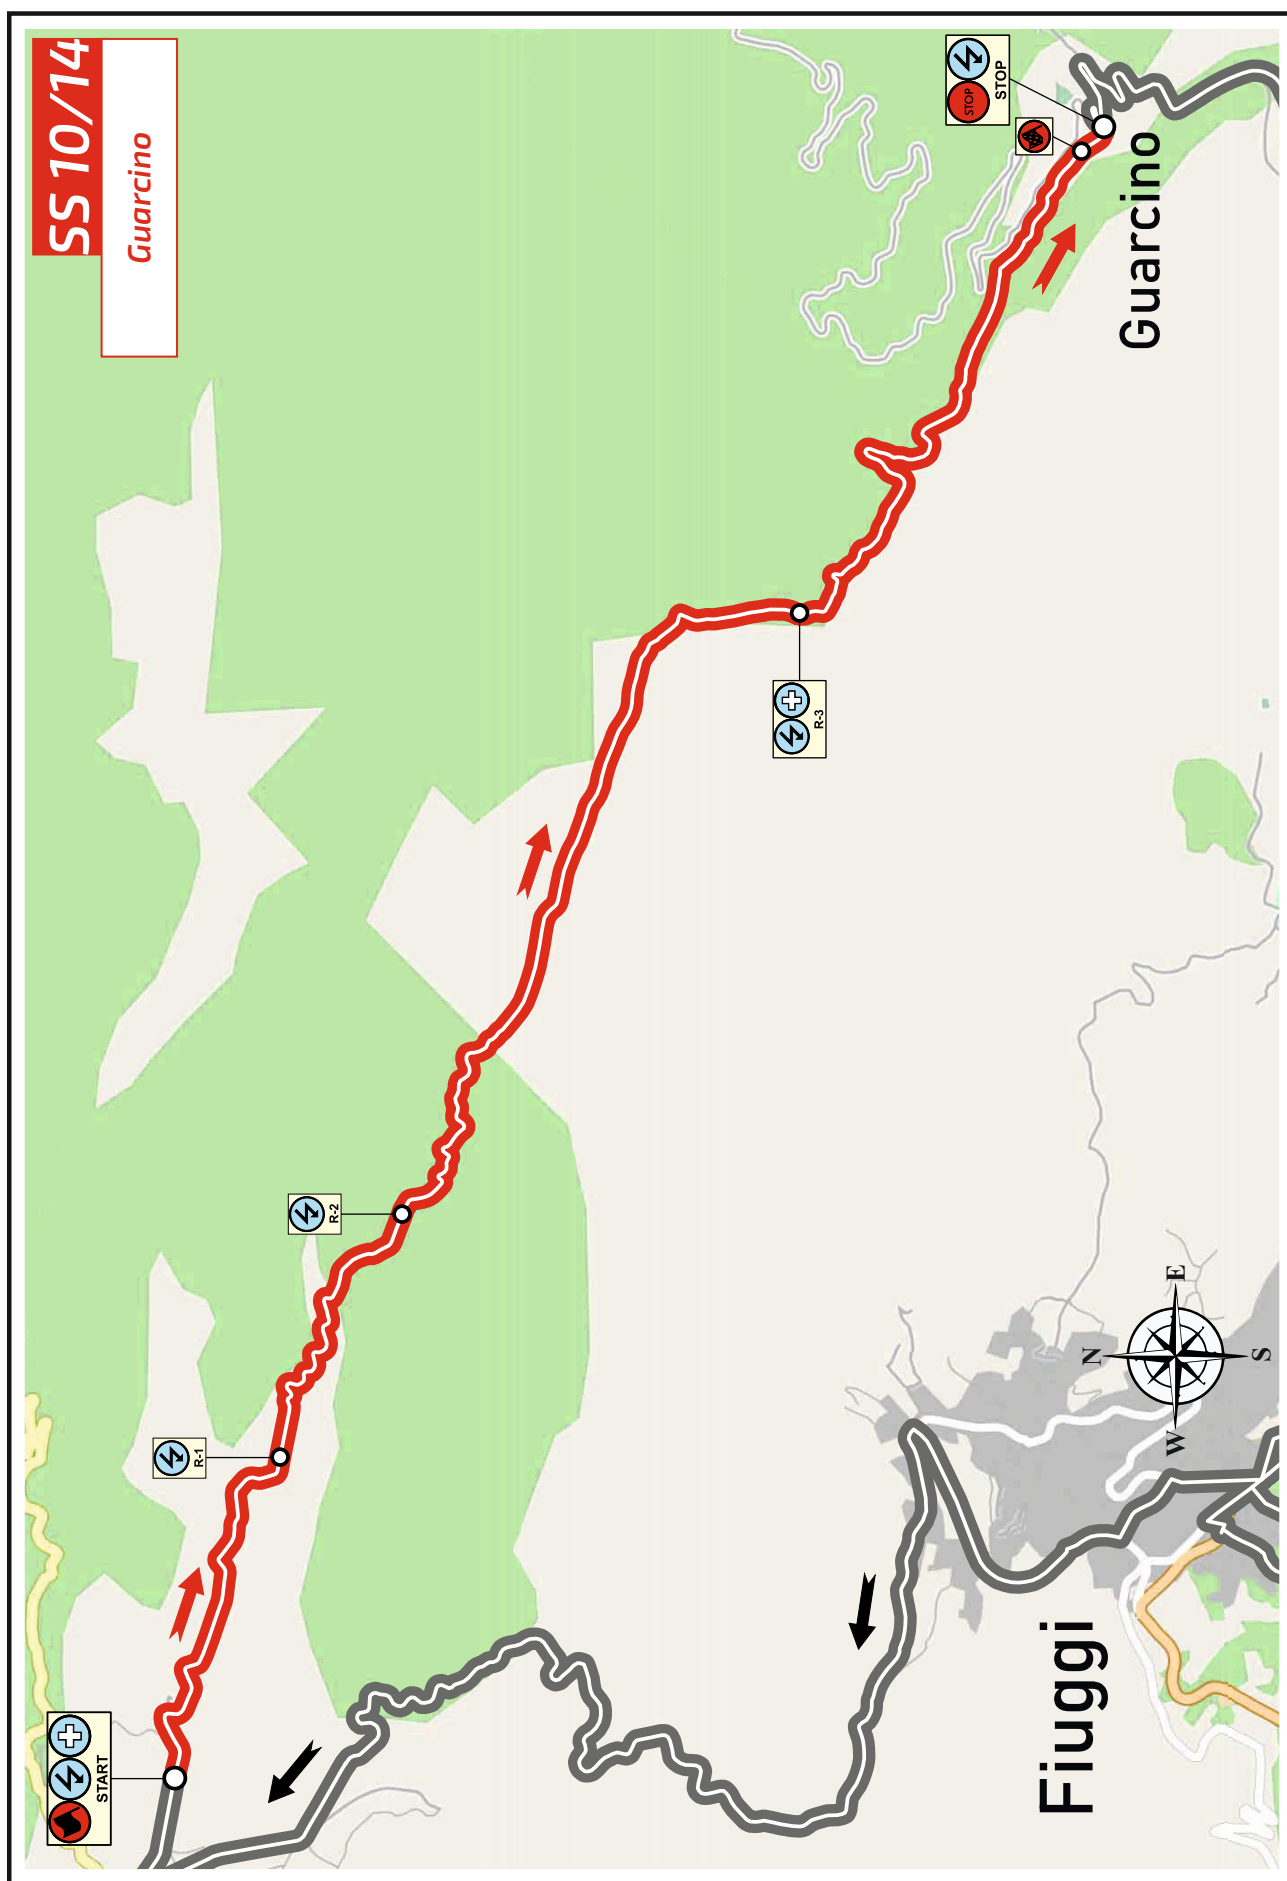 SS 10/14
Guarcino
START
R-1
R-2
R-3
STOP
STOP
Guarcino
Fiuggi
N
E
S
W